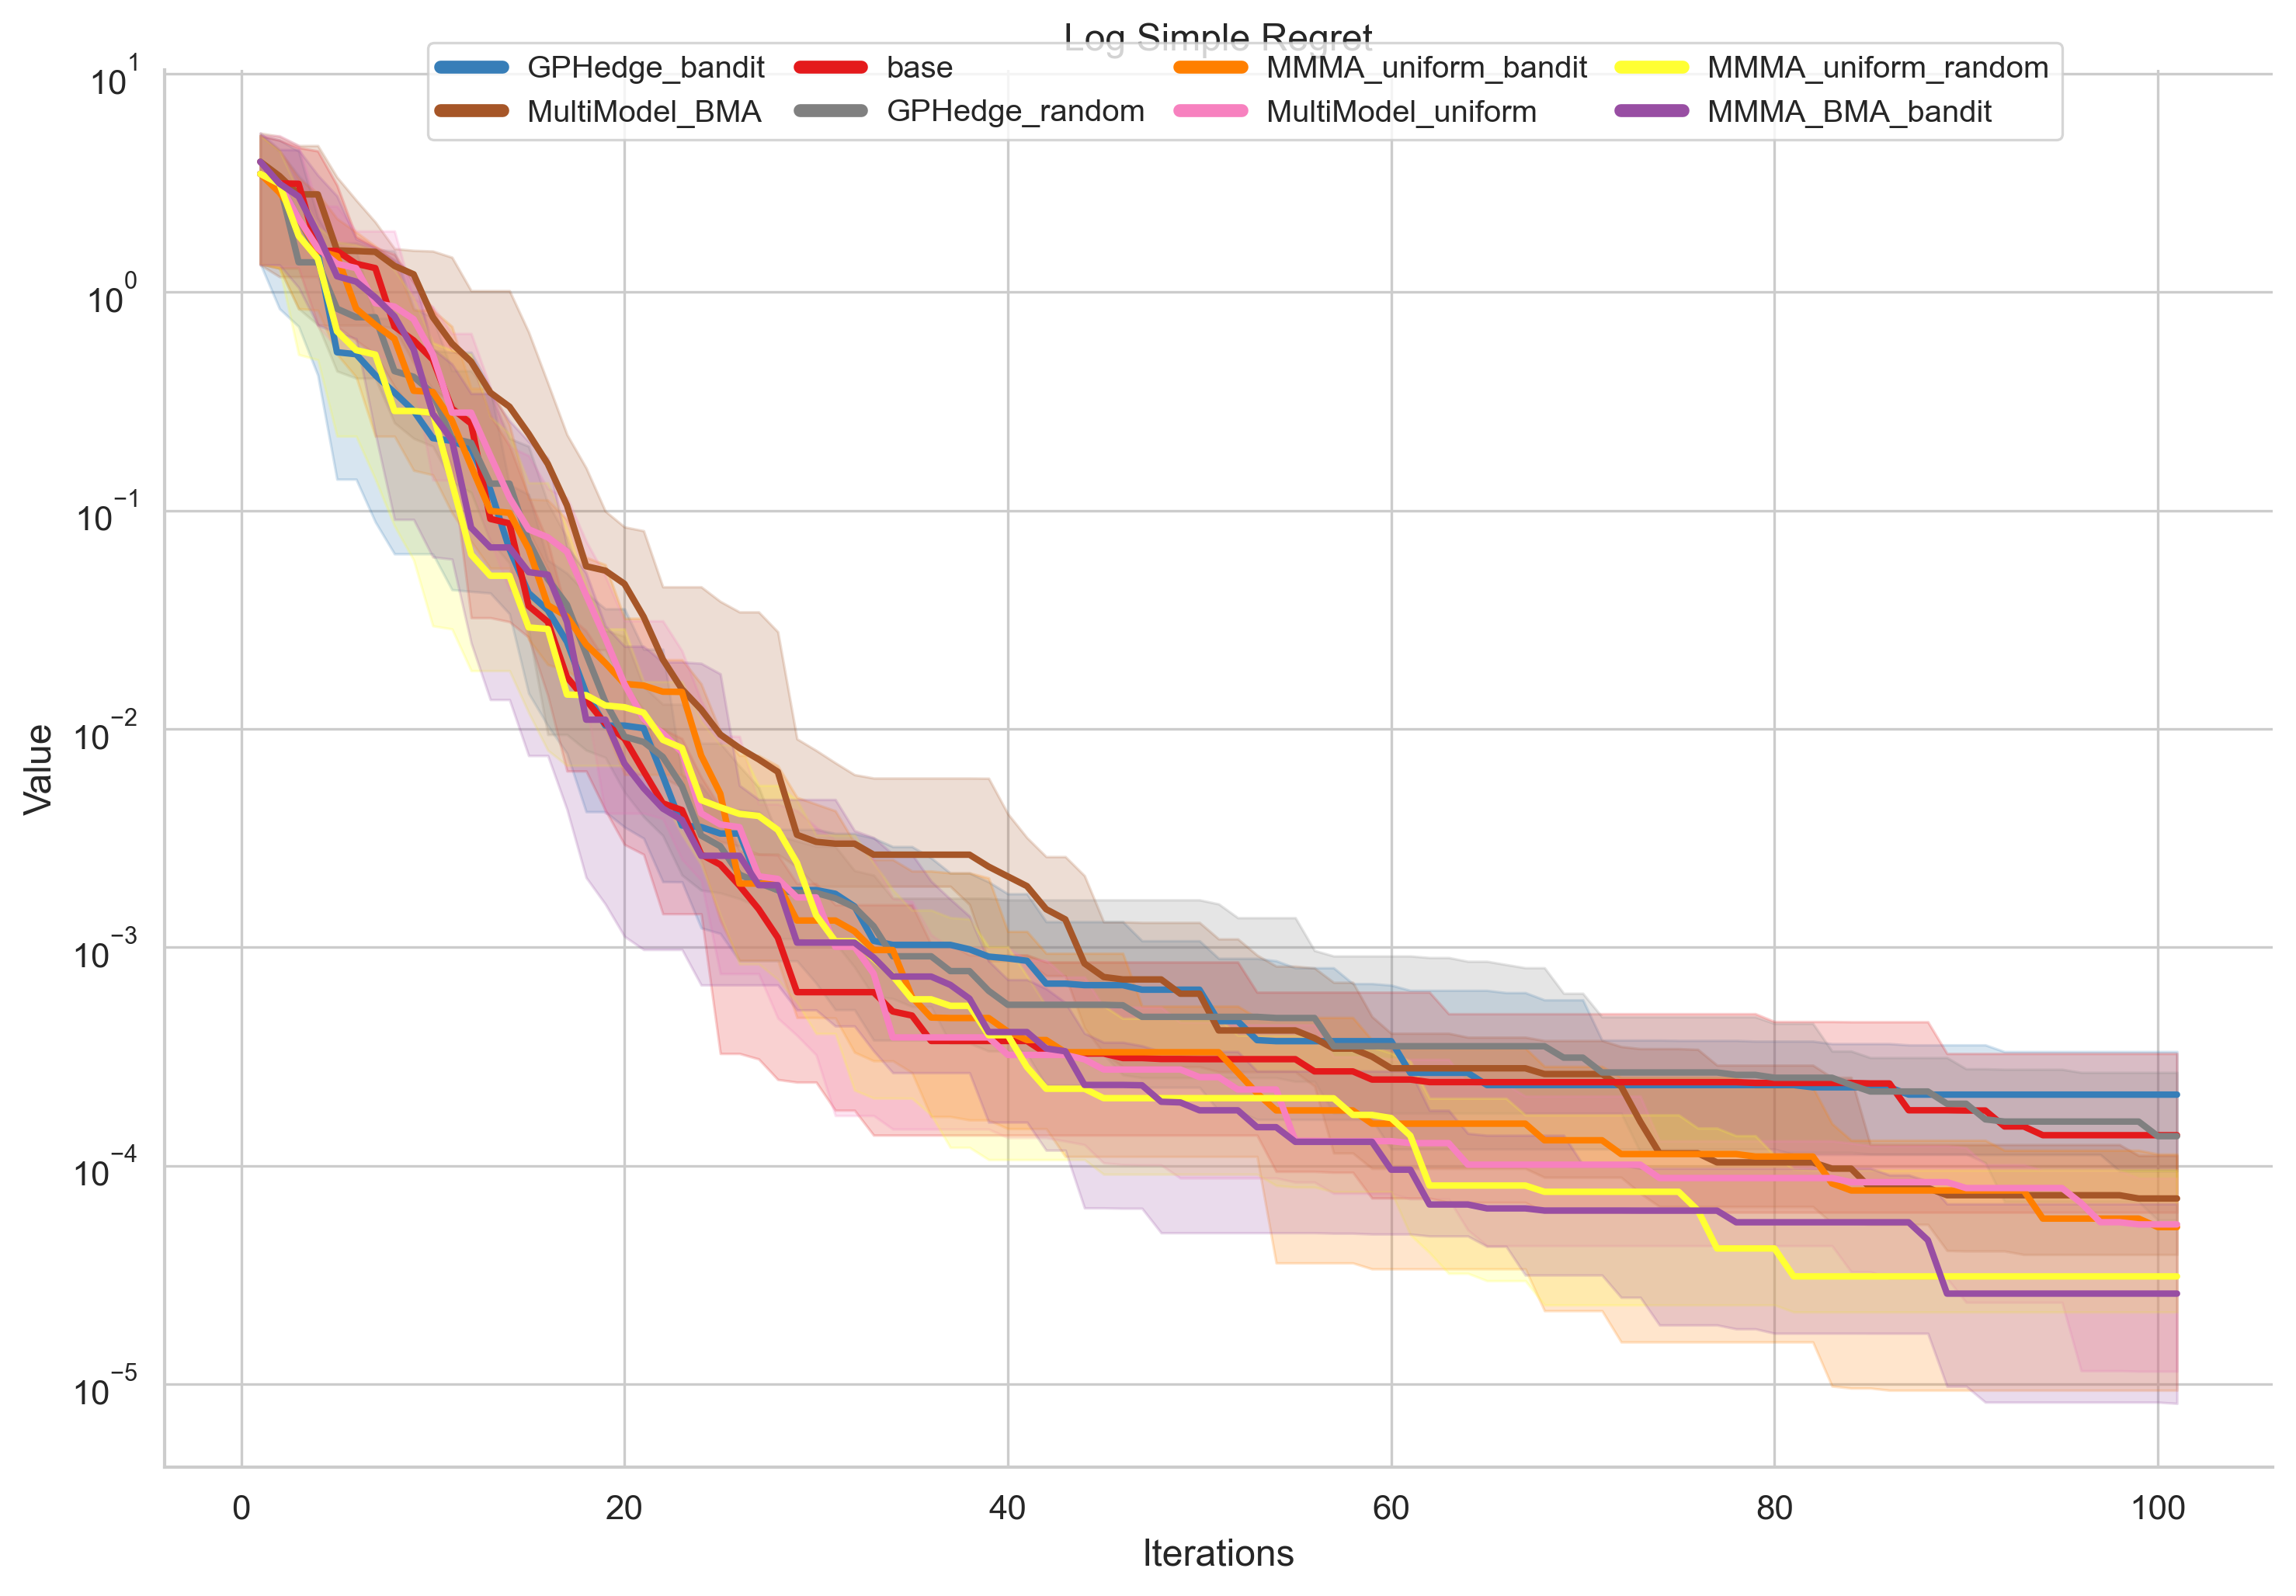 Log Simple Regret
GPHedge_bandit base MMMA_uniform_bandit MMMA_uniform_random
MultiModel_BMA GPHedge_random MultiModel_uniform MMMA_BMA_bandit
Value
10^1
10^0
10^−1
10^−2
10^−3
10^−4
10^−5
0 20 40 60 80 100
Iterations